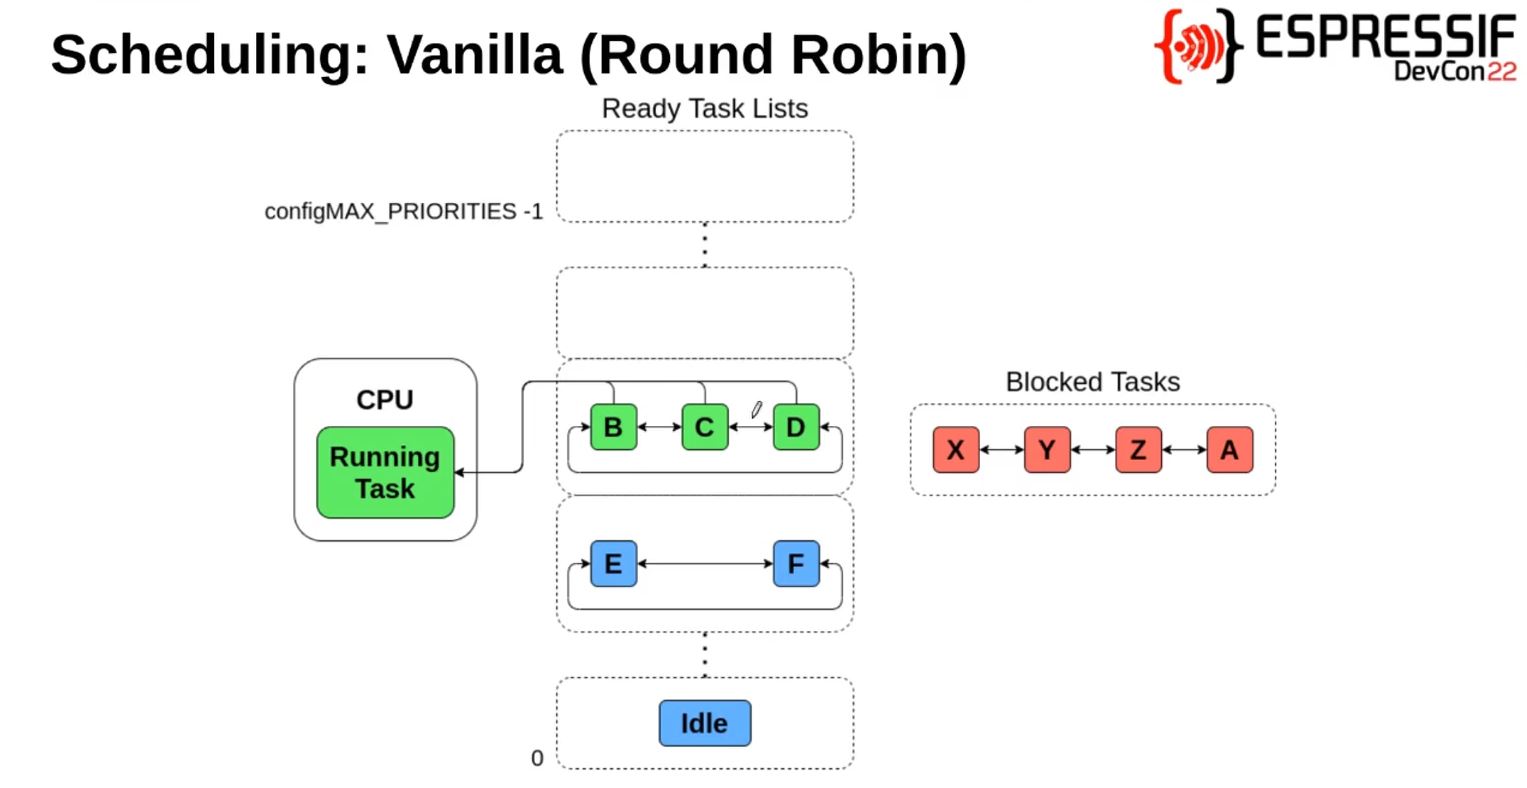 Scheduling: Vanilla (Round Robin)
ESPRESSIF
DevCon22
Ready Task Lists
configMAX_PRIORITIES -1
CPU
Running
Task
B
C
D
Blocked Tasks
X
Y
Z
A
E
F
Idle
0